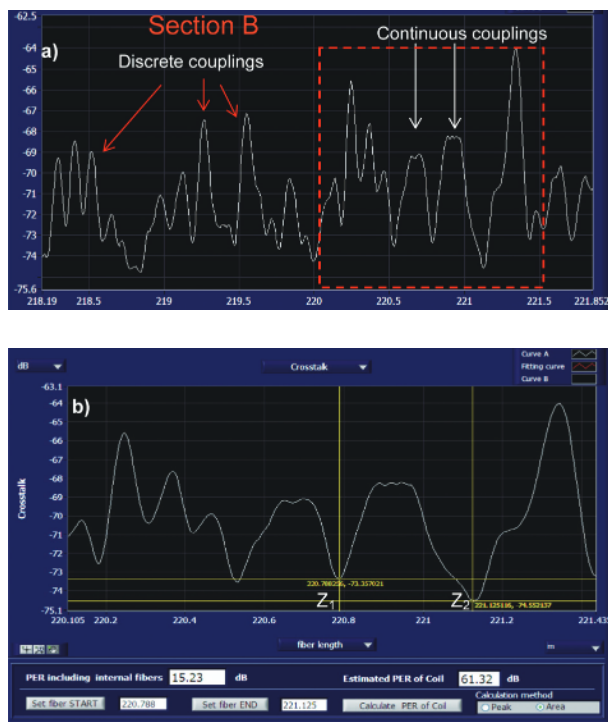 -62.5
Section B
Continuous couplings
a)
-64
Discrete couplings
-65
-67
-68
-69
-71
-72
-73
-74
-75.6
218.19 218.5 219 219.5 220 220.5 221 221.5 221.852
dB Crosstalk Curve A
Fitting curve
Curve B
-63.1
b)
-64
-65
-66
-67
-69
-70
-71
-72
-73
-74
-75.1
Crosstalk
220.788206, -73.357021
Z1 Z2
221.125116, -74.552137
220.105 220.2 220.4 220.6 220.8 221 221.2 221.435
fiber length m
PER including internal fibers 15.23 dB Estimated PER of Coil 61.32 dB
Calculation method
Set fiber START 220.788 Set fiber END 221.125 Calculate PER of Coil Peak Area